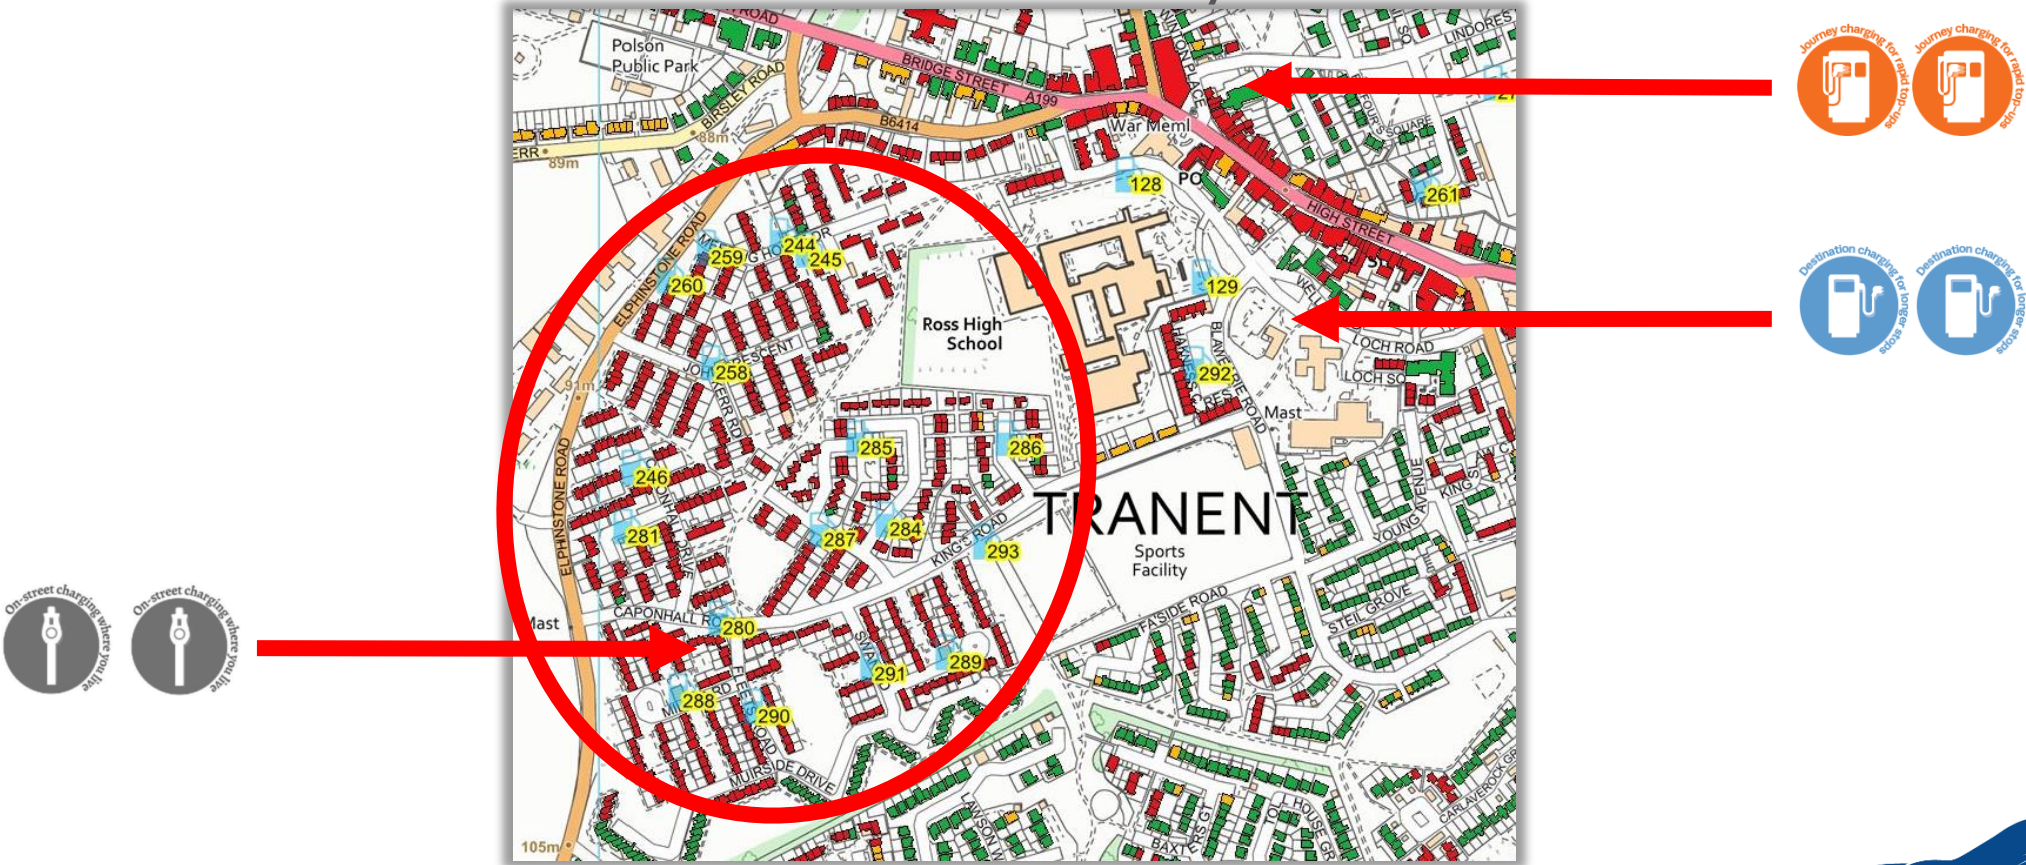 Polson
Public Park
BIRSLEY ROAD
BRIDGE STREET
A199
B6414
88m
89m
War Meml
PO
LINDORES
Journey charging for rapid top-ups
Journey charging for rapid top-ups
128
261
HIGH STREET
ELPHINSTONE ROAD
244
245
259
260
129
Ross High
School
Destination charging for longer stops
Destination charging for longer stops
LOCH ROAD
LOCH SQ
258
292
91m
Mast
285
286
246
TRANENT
281
287
284
293
KING'S ROAD
Sports
Facility
YOUNG AVENUE
ELPHINSTONE ROAD
On-street charging where you live
On-street charging where you live
CAPONHALL RO
280
Mast
FA'SIDE ROAD
STEIL GROVE
291
289
288
290
MUIRSIDE DRIVE
105m